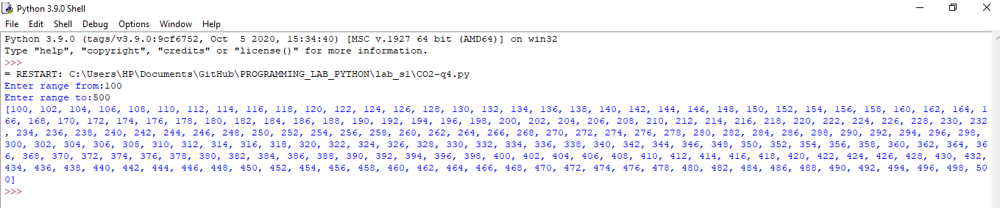 Python 3.9.0 Shell
File Edit Shell Debug Options Window Help
Python 3.9.0 (tags/v3.9.0:9cf6752, Oct  5 2020, 15:34:40) [MSC v.1927 64 bit (AMD64)] on win32
Type "help", "copyright", "credits" or "license()" for more information.
>>>
= RESTART: C:\Users\HP\Documents\GitHub\PROGRAMMING_LAB_PYTHON\lab_s1\CO2-q4.py
Enter range from:100
Enter range to:500
[100, 102, 104, 106, 108, 110, 112, 114, 116, 118, 120, 122, 124, 126, 128, 130, 132, 134, 136, 138, 140, 142, 144, 146, 148, 150, 152, 154, 156, 158, 160, 162, 164, 1
66, 168, 170, 172, 174, 176, 178, 180, 182, 184, 186, 188, 190, 192, 194, 196, 198, 200, 202, 204, 206, 208, 210, 212, 214, 216, 218, 220, 222, 224, 226, 228, 230, 232
, 234, 236, 238, 240, 242, 244, 246, 248, 250, 252, 254, 256, 258, 260, 262, 264, 266, 268, 270, 272, 274, 276, 278, 280, 282, 284, 286, 288, 290, 292, 294, 296, 298,
300, 302, 304, 306, 308, 310, 312, 314, 316, 318, 320, 322, 324, 326, 328, 330, 332, 334, 336, 338, 340, 342, 344, 346, 348, 350, 352, 354, 356, 358, 360, 362, 364, 36
6, 368, 370, 372, 374, 376, 378, 380, 382, 384, 386, 388, 390, 392, 394, 396, 398, 400, 402, 404, 406, 408, 410, 412, 414, 416, 418, 420, 422, 424, 426, 428, 430, 432,
434, 436, 438, 440, 442, 444, 446, 448, 450, 452, 454, 456, 458, 460, 462, 464, 466, 468, 470, 472, 474, 476, 478, 480, 482, 484, 486, 488, 490, 492, 494, 496, 498, 50
0]
>>>